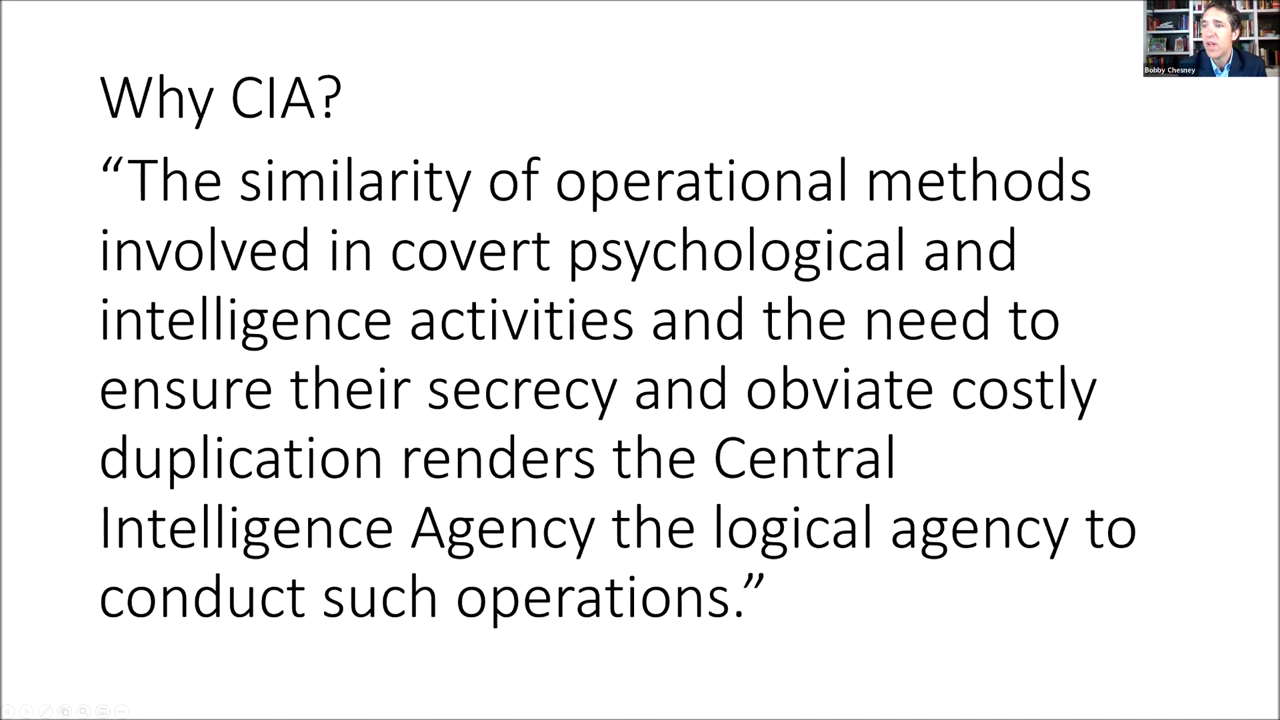 Bobby Chesney
Why CIA?
“The similarity of operational methods
involved in covert psychological and
intelligence activities and the need to
ensure their secrecy and obviate costly
duplication renders the Central
Intelligence Agency the logical agency to
conduct such operations.”